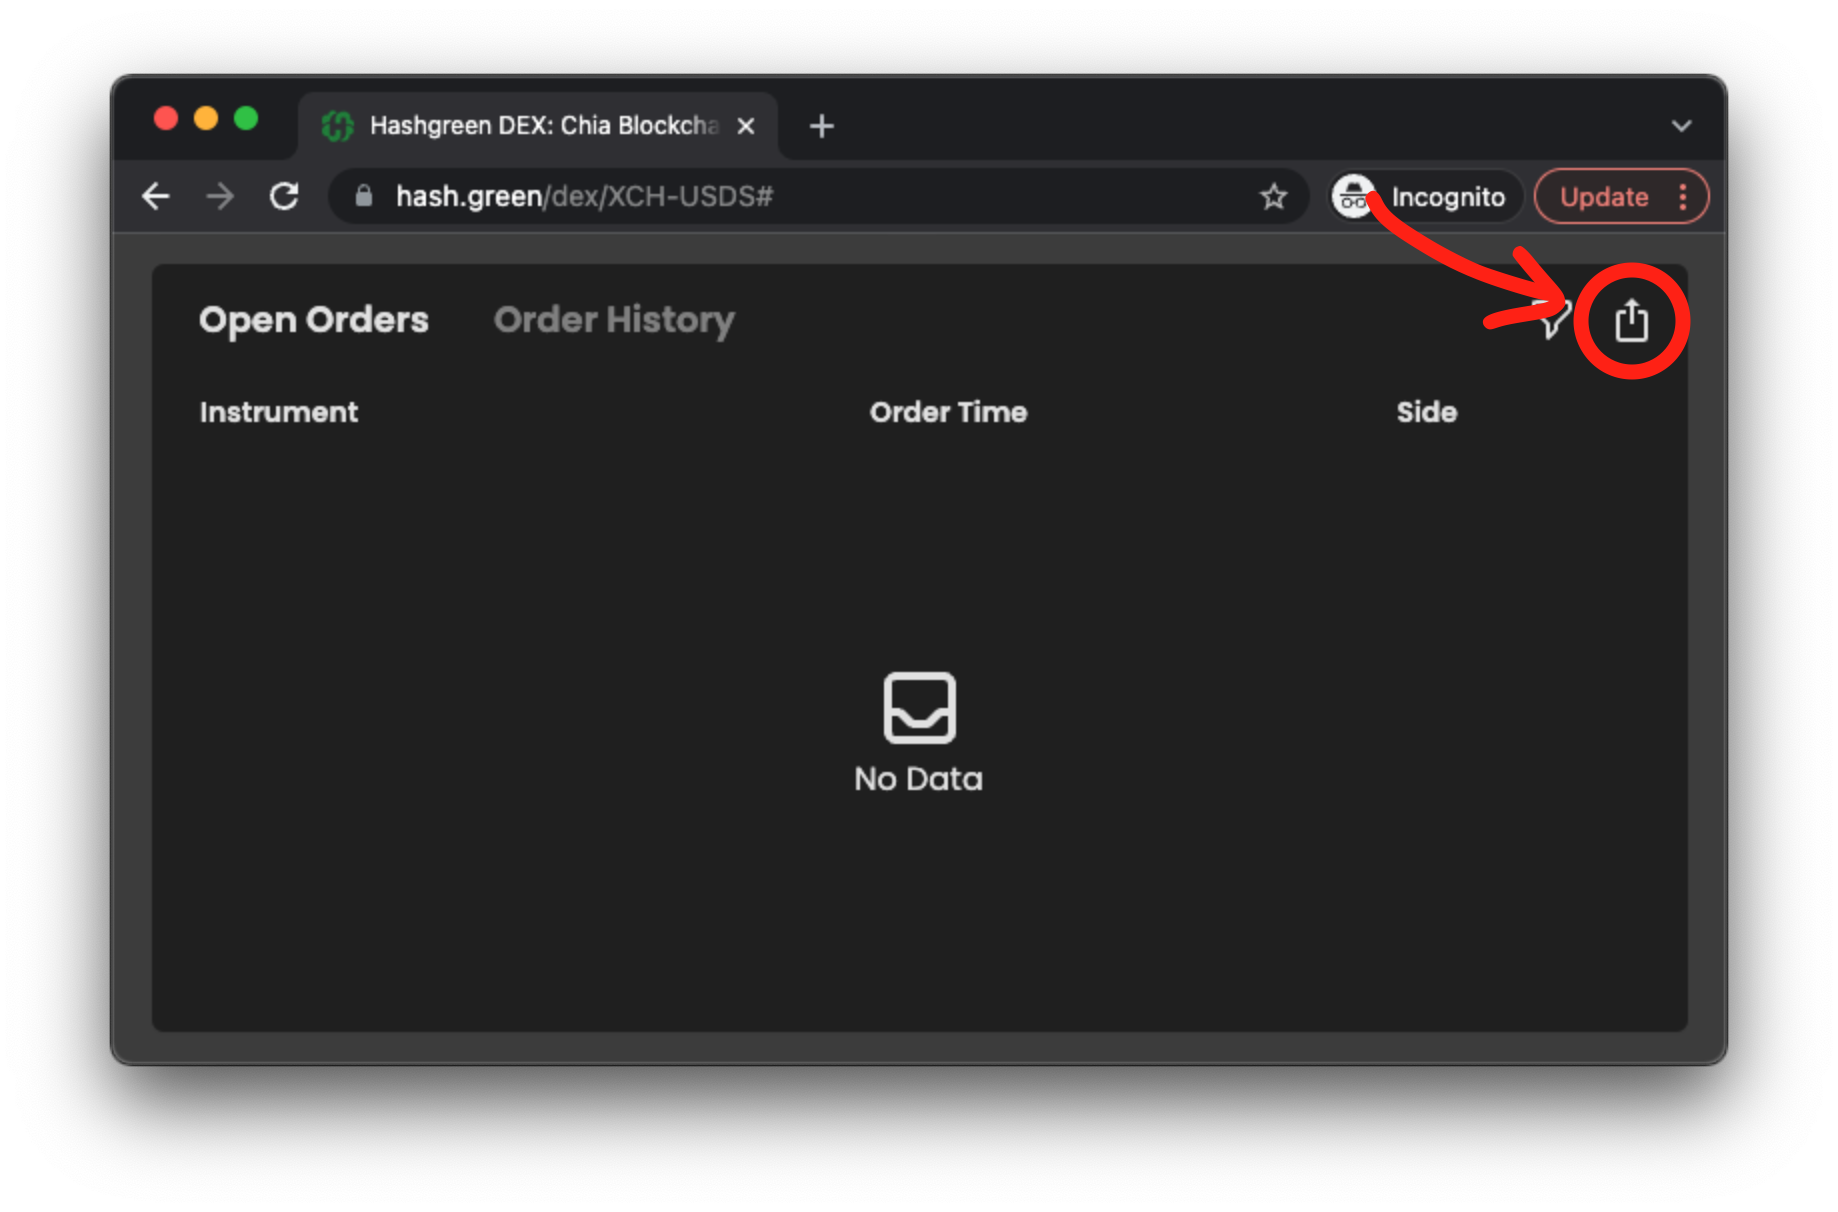 Hashgreen DEX: Chia Blockcha
hash.green/dex/XCH-USDS#
Incognito
Update
Open Orders
Order History
Instrument
Order Time
Side
No Data